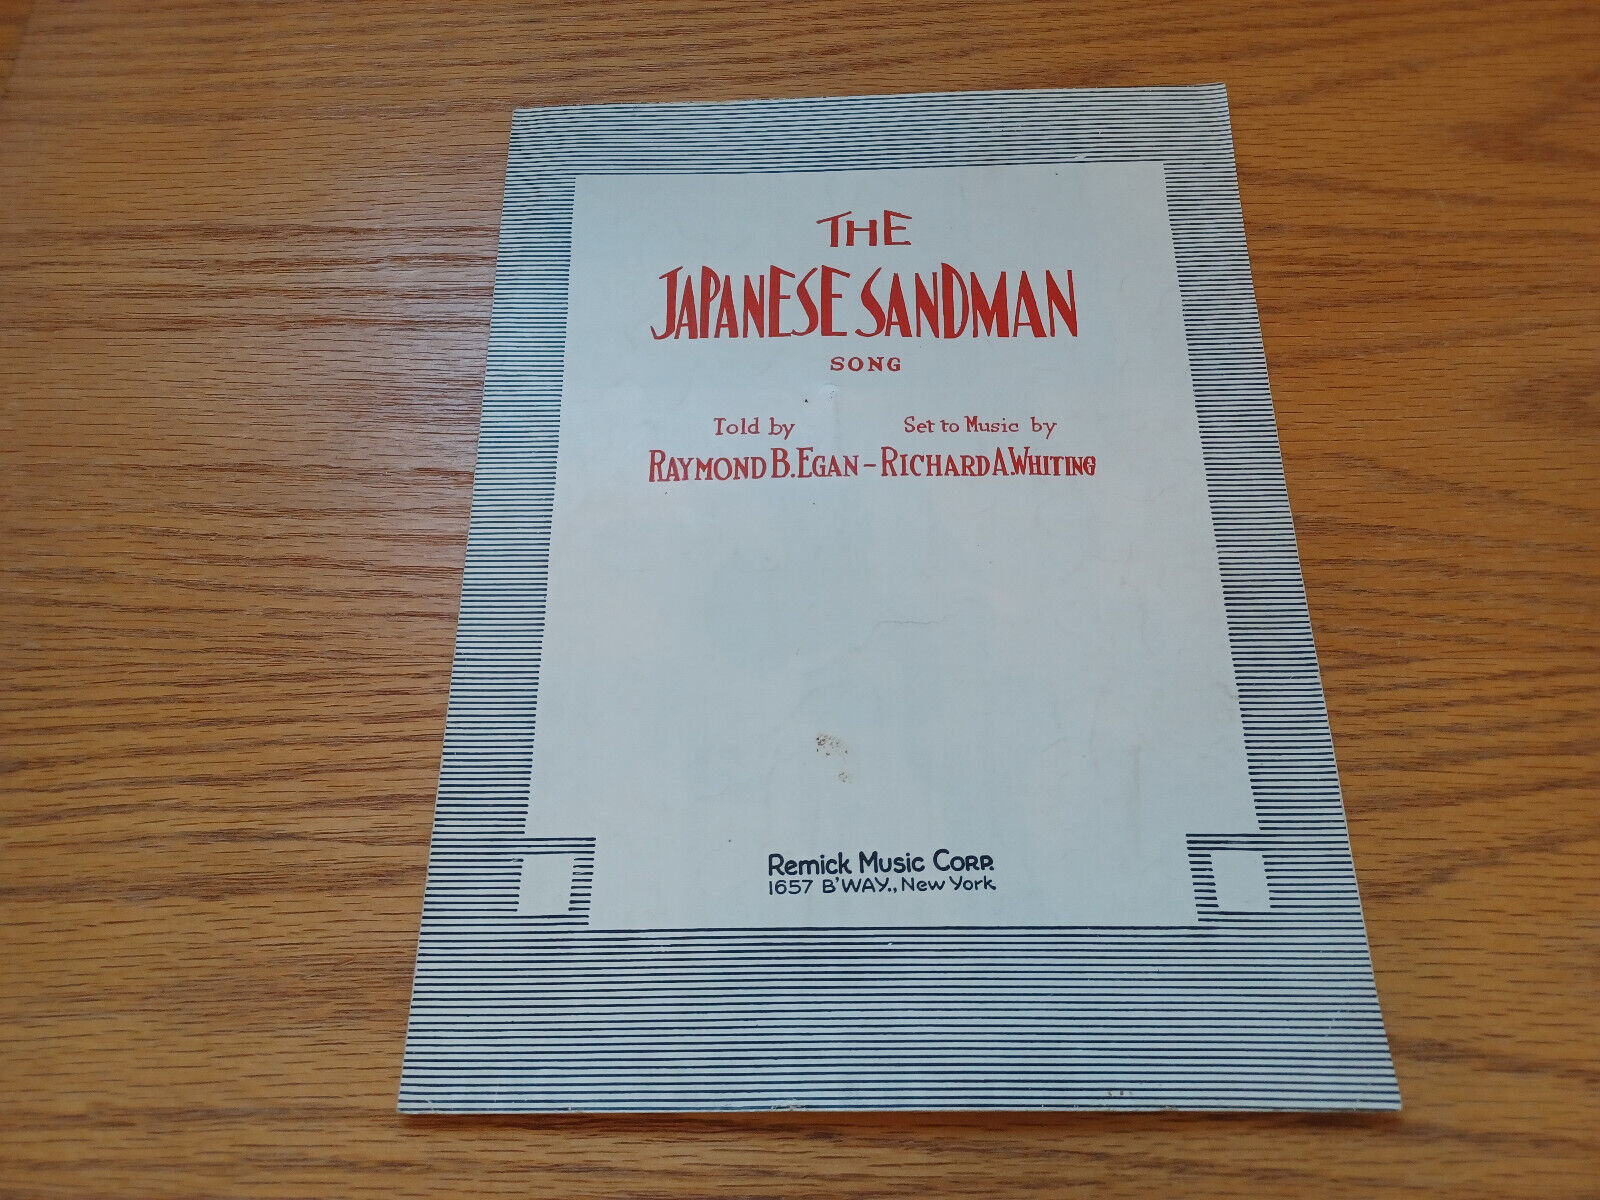 THE
JAPANESE SANDMAN
SONG
Told by Set to Music by
RAYMOND B. EGAN - RICHARD A. WHITING
Remick Music Corp.
1657 B'WAY., New York